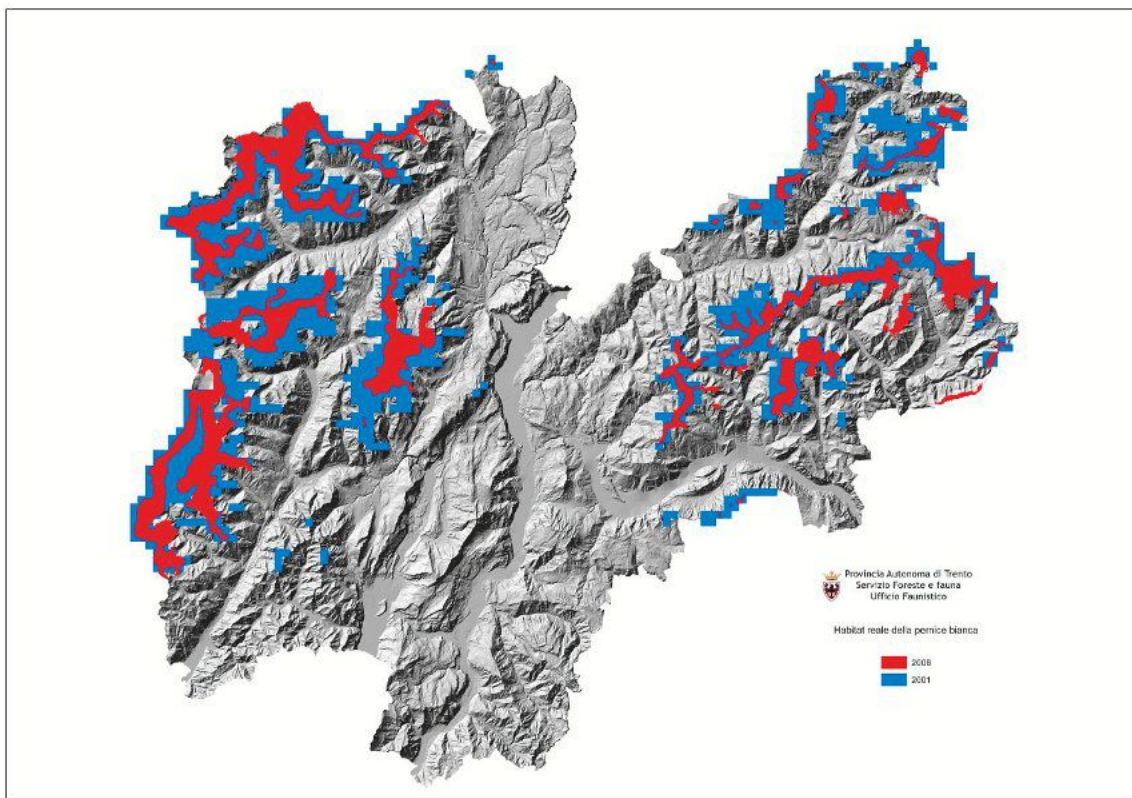 Provincia Autonoma di Trento
Servizio Foreste e fauna
Ufficio Faunistico
Habitat reale della pernice bianca
2008
2001